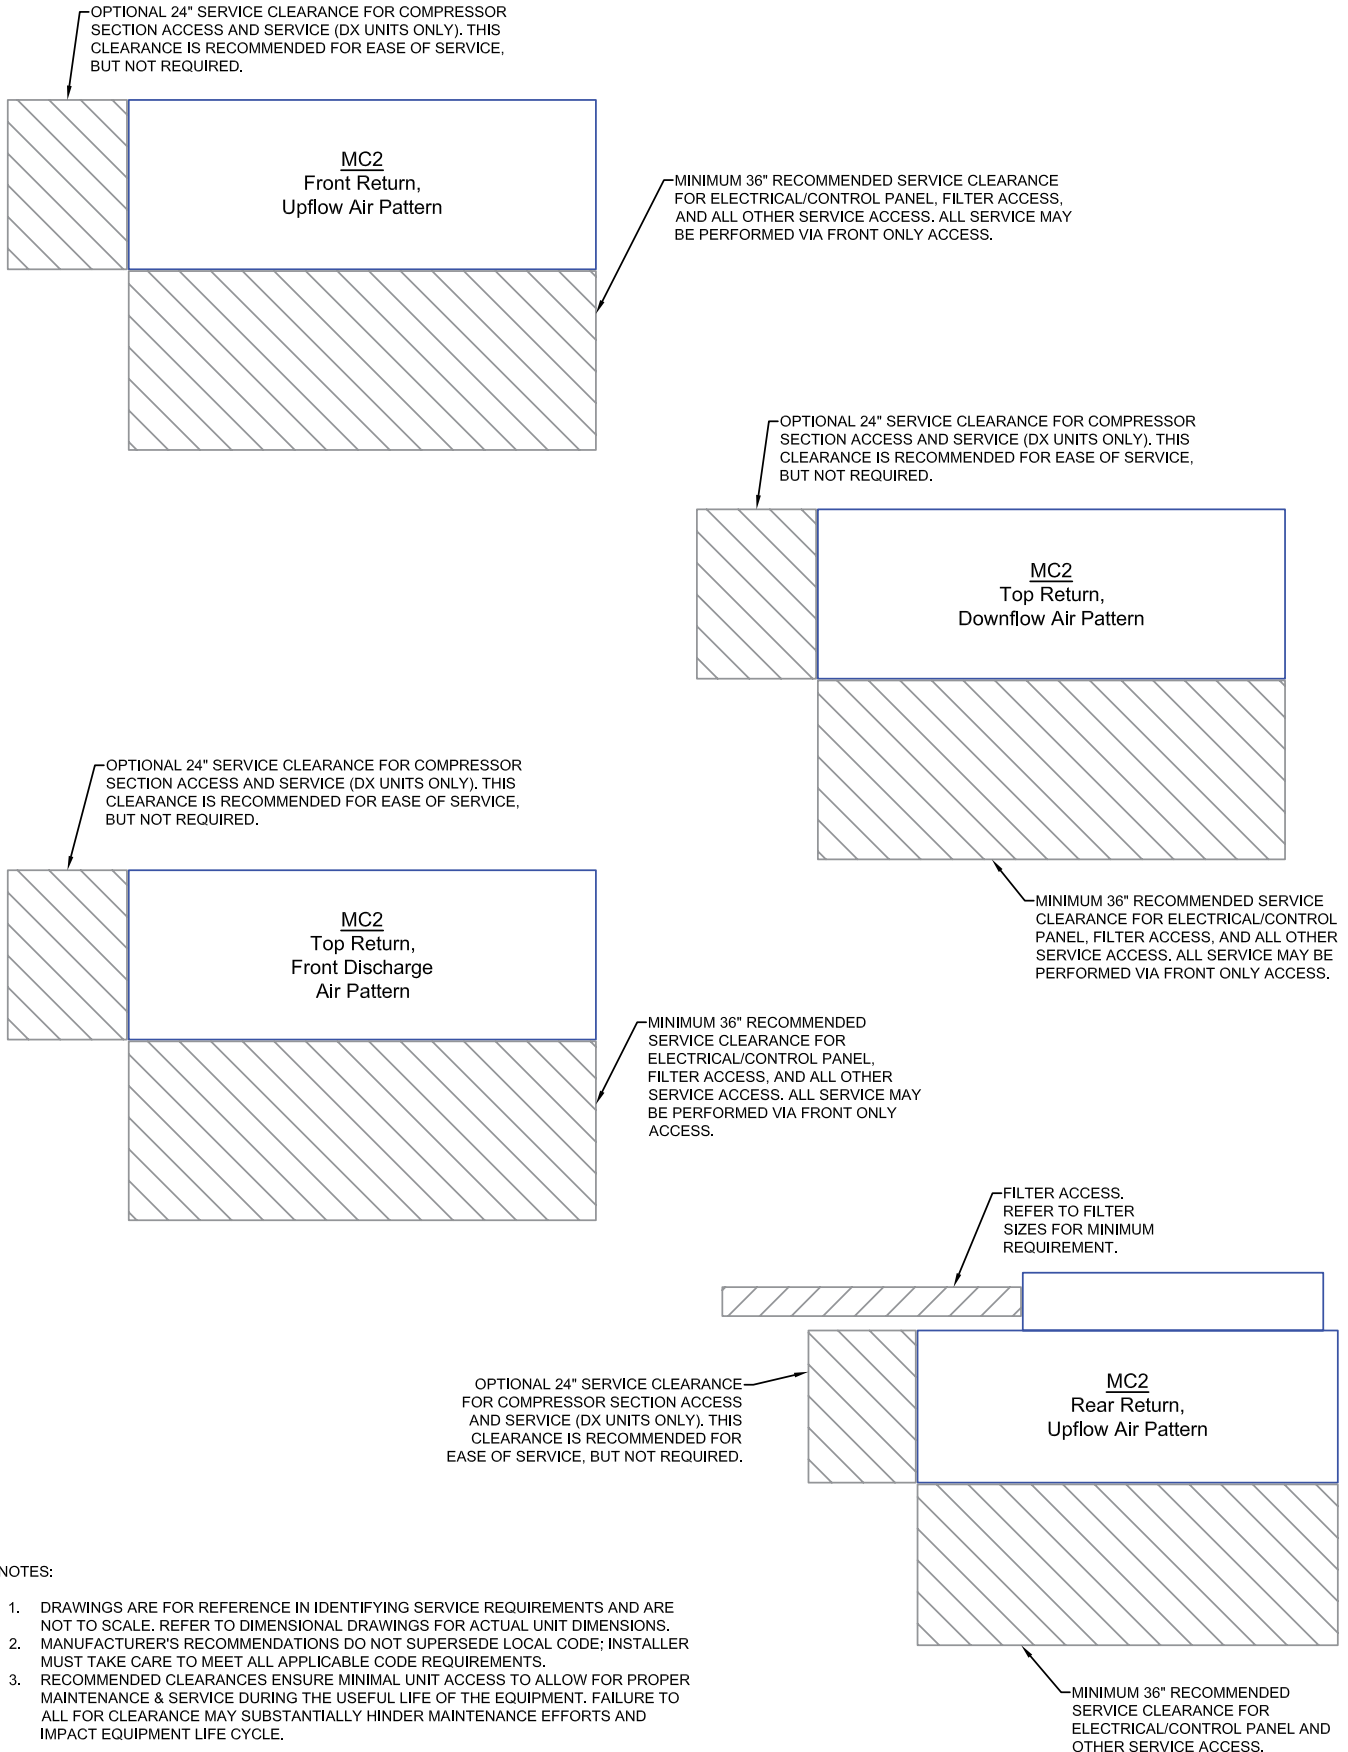 OPTIONAL 24" SERVICE CLEARANCE FOR COMPRESSOR
SECTION ACCESS AND SERVICE (DX UNITS ONLY). THIS
CLEARANCE IS RECOMMENDED FOR EASE OF SERVICE,
BUT NOT REQUIRED.
MC2
Front Return,
Upflow Air Pattern
MINIMUM 36" RECOMMENDED SERVICE CLEARANCE
FOR ELECTRICAL/CONTROL PANEL, FILTER ACCESS,
AND ALL OTHER SERVICE ACCESS. ALL SERVICE MAY
BE PERFORMED VIA FRONT ONLY ACCESS.
OPTIONAL 24" SERVICE CLEARANCE FOR COMPRESSOR
SECTION ACCESS AND SERVICE (DX UNITS ONLY). THIS
CLEARANCE IS RECOMMENDED FOR EASE OF SERVICE,
BUT NOT REQUIRED.
MC2
Top Return,
Downflow Air Pattern
MINIMUM 36" RECOMMENDED SERVICE
CLEARANCE FOR ELECTRICAL/CONTROL
PANEL, FILTER ACCESS, AND ALL OTHER
SERVICE ACCESS. ALL SERVICE MAY BE
PERFORMED VIA FRONT ONLY ACCESS.
OPTIONAL 24" SERVICE CLEARANCE FOR COMPRESSOR
SECTION ACCESS AND SERVICE (DX UNITS ONLY). THIS
CLEARANCE IS RECOMMENDED FOR EASE OF SERVICE,
BUT NOT REQUIRED.
MC2
Top Return,
Front Discharge
Air Pattern
MINIMUM 36" RECOMMENDED
SERVICE CLEARANCE FOR
ELECTRICAL/CONTROL PANEL,
FILTER ACCESS, AND ALL OTHER
SERVICE ACCESS. ALL SERVICE MAY
BE PERFORMED VIA FRONT ONLY
ACCESS.
FILTER ACCESS.
REFER TO FILTER
SIZES FOR MINIMUM
REQUIREMENT.
OPTIONAL 24" SERVICE CLEARANCE
FOR COMPRESSOR SECTION ACCESS
AND SERVICE (DX UNITS ONLY). THIS
CLEARANCE IS RECOMMENDED FOR
EASE OF SERVICE, BUT NOT REQUIRED.
MC2
Rear Return,
Upflow Air Pattern
MINIMUM 36" RECOMMENDED
SERVICE CLEARANCE FOR
ELECTRICAL/CONTROL PANEL AND
OTHER SERVICE ACCESS.
NOTES:
1. DRAWINGS ARE FOR REFERENCE IN IDENTIFYING SERVICE REQUIREMENTS AND ARE
NOT TO SCALE. REFER TO DIMENSIONAL DRAWINGS FOR ACTUAL UNIT DIMENSIONS.
2. MANUFACTURER'S RECOMMENDATIONS DO NOT SUPERSEDE LOCAL CODE; INSTALLER
MUST TAKE CARE TO MEET ALL APPLICABLE CODE REQUIREMENTS.
3. RECOMMENDED CLEARANCES ENSURE MINIMAL UNIT ACCESS TO ALLOW FOR PROPER
MAINTENANCE & SERVICE DURING THE USEFUL LIFE OF THE EQUIPMENT. FAILURE TO
ALL FOR CLEARANCE MAY SUBSTANTIALLY HINDER MAINTENANCE EFFORTS AND
IMPACT EQUIPMENT LIFE CYCLE.